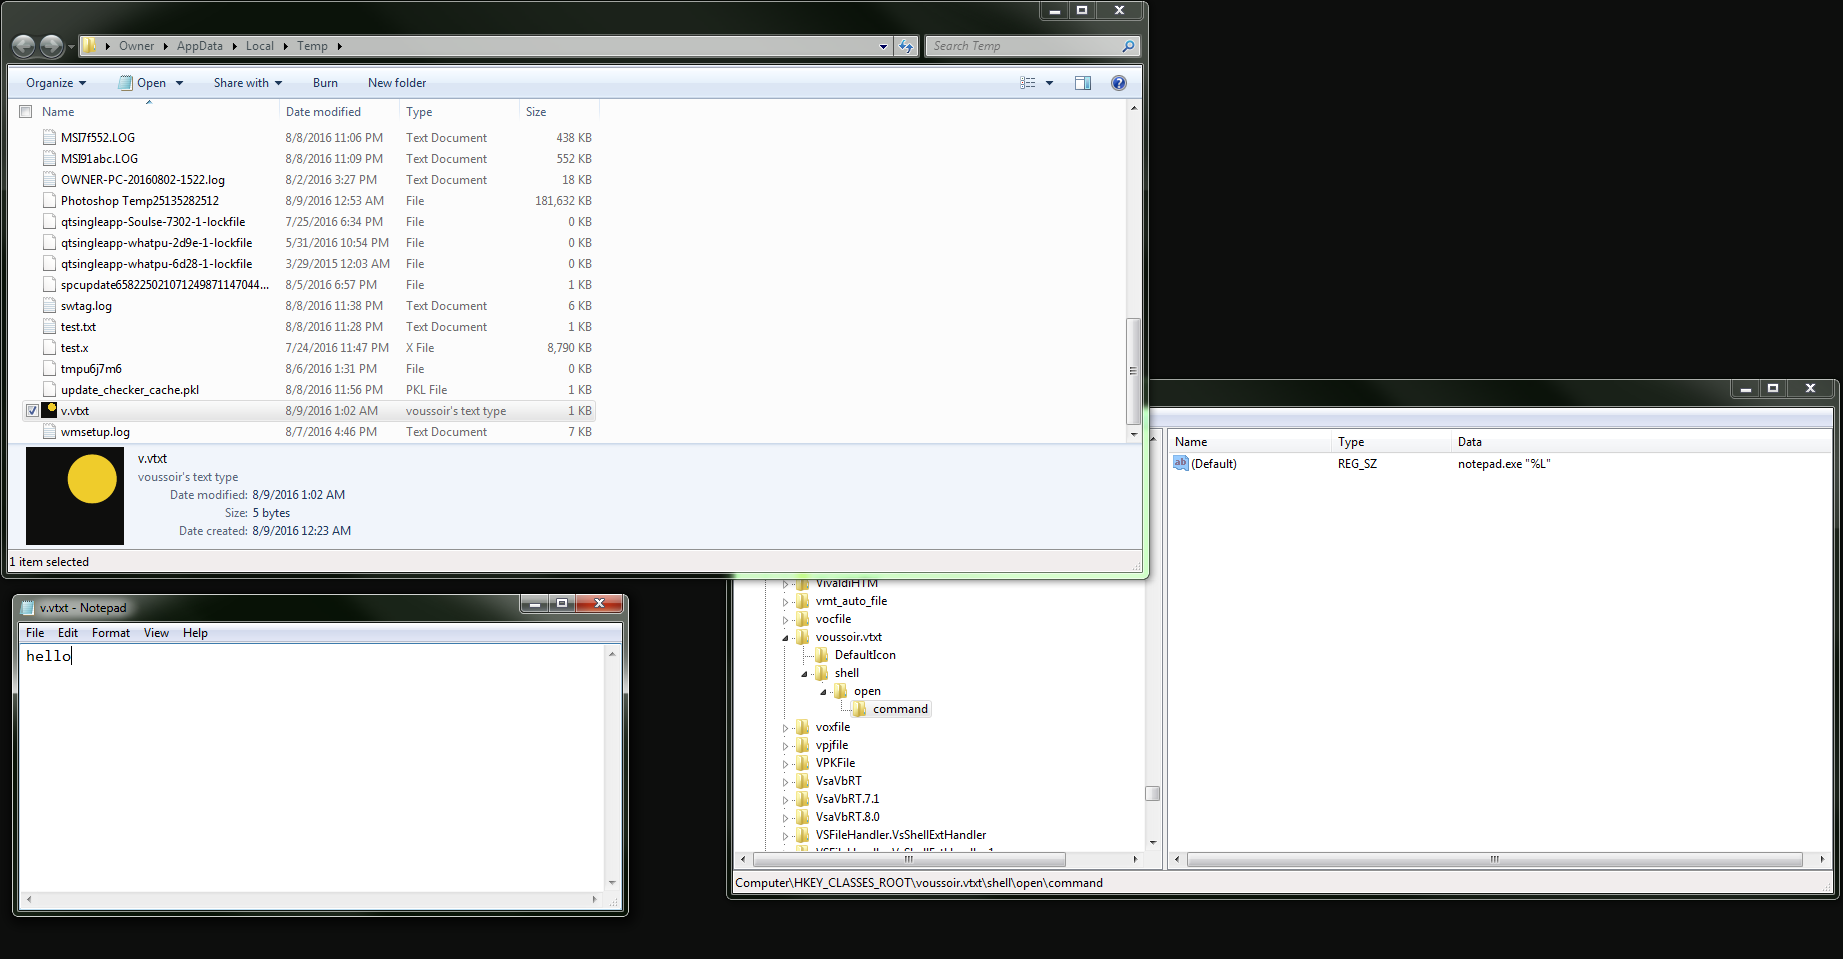 Owner AppData Local Temp
Search Temp
Organize Open Share with Burn New folder
Name Date modified Type Size
MSI7f552.LOG 8/8/2016 11:06 PM Text Document 438 KB
MSI91abc.LOG 8/8/2016 11:09 PM Text Document 552 KB
OWNER-PC-20160802-1522.log 8/2/2016 3:27 PM Text Document 18 KB
Photoshop Temp25135282512 8/9/2016 12:53 AM File 181,632 KB
qtsingleapp-Soulse-7302-1-lockfile 7/25/2016 6:34 PM File 0 KB
qtsingleapp-whatpu-2d9e-1-lockfile 5/31/2016 10:54 PM File 0 KB
qtsingleapp-whatpu-6d28-1-lockfile 3/29/2015 12:03 AM File 0 KB
spcupdate658225021071249871147044... 8/5/2016 6:57 PM File 1 KB
swtag.log 8/8/2016 11:38 PM Text Document 6 KB
test.txt 8/8/2016 11:28 PM Text Document 1 KB
test.x 7/24/2016 11:47 PM X File 8,790 KB
tmpu6j7m6 8/6/2016 1:31 PM File 0 KB
update_checker_cache.pkl 8/8/2016 11:56 PM PKL File 1 KB
v.vtxt 8/9/2016 1:02 AM voussoir's text type 1 KB
wmsetup.log 8/7/2016 4:46 PM Text Document 7 KB
v.vtxt
voussoir's text type
Date modified: 8/9/2016 1:02 AM
Size: 5 bytes
Date created: 8/9/2016 12:23 AM
1 item selected
v.vtxt - Notepad
File Edit Format View Help
hello
Name Type Data
ab (Default) REG_SZ notepad.exe "%L"
VivaldiHTM
vmt_auto_file
vocfile
voussoir.vtxt
DefaultIcon
shell
open
command
voxfile
vpjfile
VPKFile
VsaVbRT
VsaVbRT.7.1
VsaVbRT.8.0
VSFileHandler.VsShellExtHandler
Computer\HKEY_CLASSES_ROOT\voussoir.vtxt\shell\open\command